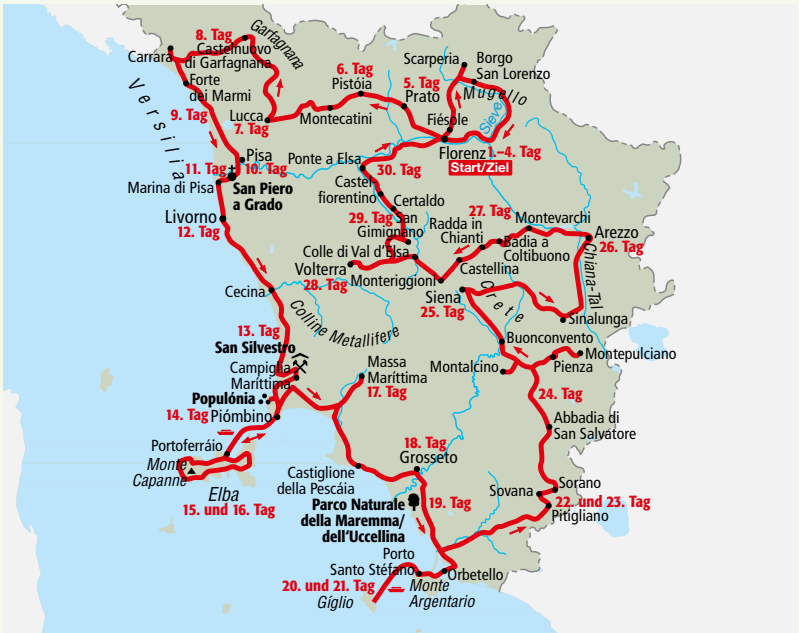 8. Tag
Garfagnana
Carrara
Castelnuovo
di Garfagnana
Forte
dei Marmi
Versilia
9. Tag
Lucca
7. Tag
6. Tag
Pistóia
Montecatini
5. Tag
Prato
Scarperia
Borgo
San Lorenzo
Mugello
Sieve
Fiésole
Florenz
1.–4. Tag
Start/Ziel
Pisa
11. Tag
10. Tag
Marina di Pisa
San Piero
a Grado
Ponte a Elsa
30. Tag
Castel-
fiorentino
Certaldo
29. Tag
San
Gimignano
Livorno
12. Tag
Radda in
Chianti
27. Tag
Montevarchi
Arezzo
26. Tag
Badia a
Coltibuono
Chiana-Tal
Colle di Val d'Elsa
Volterra
28. Tag
Monteriggioni
Castellina
Siena
25. Tag
Crete
Sinalunga
Cecina
Colline Metallifere
13. Tag
San Silvestro
Campiglia
Maríttima
Massa
Maríttima
17. Tag
Buonconvento
Montepulciano
Pienza
Montalcino
24. Tag
Populónia
14. Tag
Piómbino
Abbadia di
San Salvatore
Portoferráio
Monte
Capanne
Elba
15. und 16. Tag
Castiglione
della Pescáia
18. Tag
Grosseto
19. Tag
Parco Naturale
della Maremma/
dell'Uccellina
Sovana
Sorano
22. und 23. Tag
Pitigliano
Porto
Santo Stéfano
20. und 21. Tag
Gíglio
Monte
Argentario
Orbetello